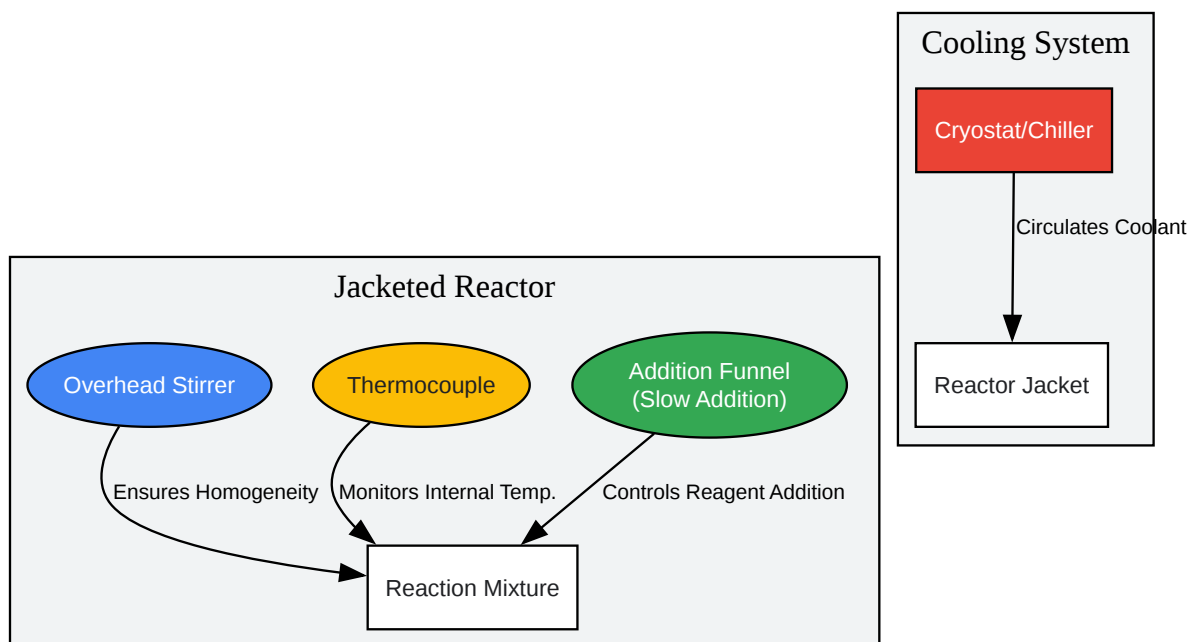 Cooling System
Cryostat/Chiller
Circulates Coolant
Reactor Jacket
Jacketed Reactor
Overhead Stirrer
Thermocouple
Addition Funnel
(Slow Addition)
Ensures Homogeneity
Monitors Internal Temp.
Controls Reagent Addition
Reaction Mixture